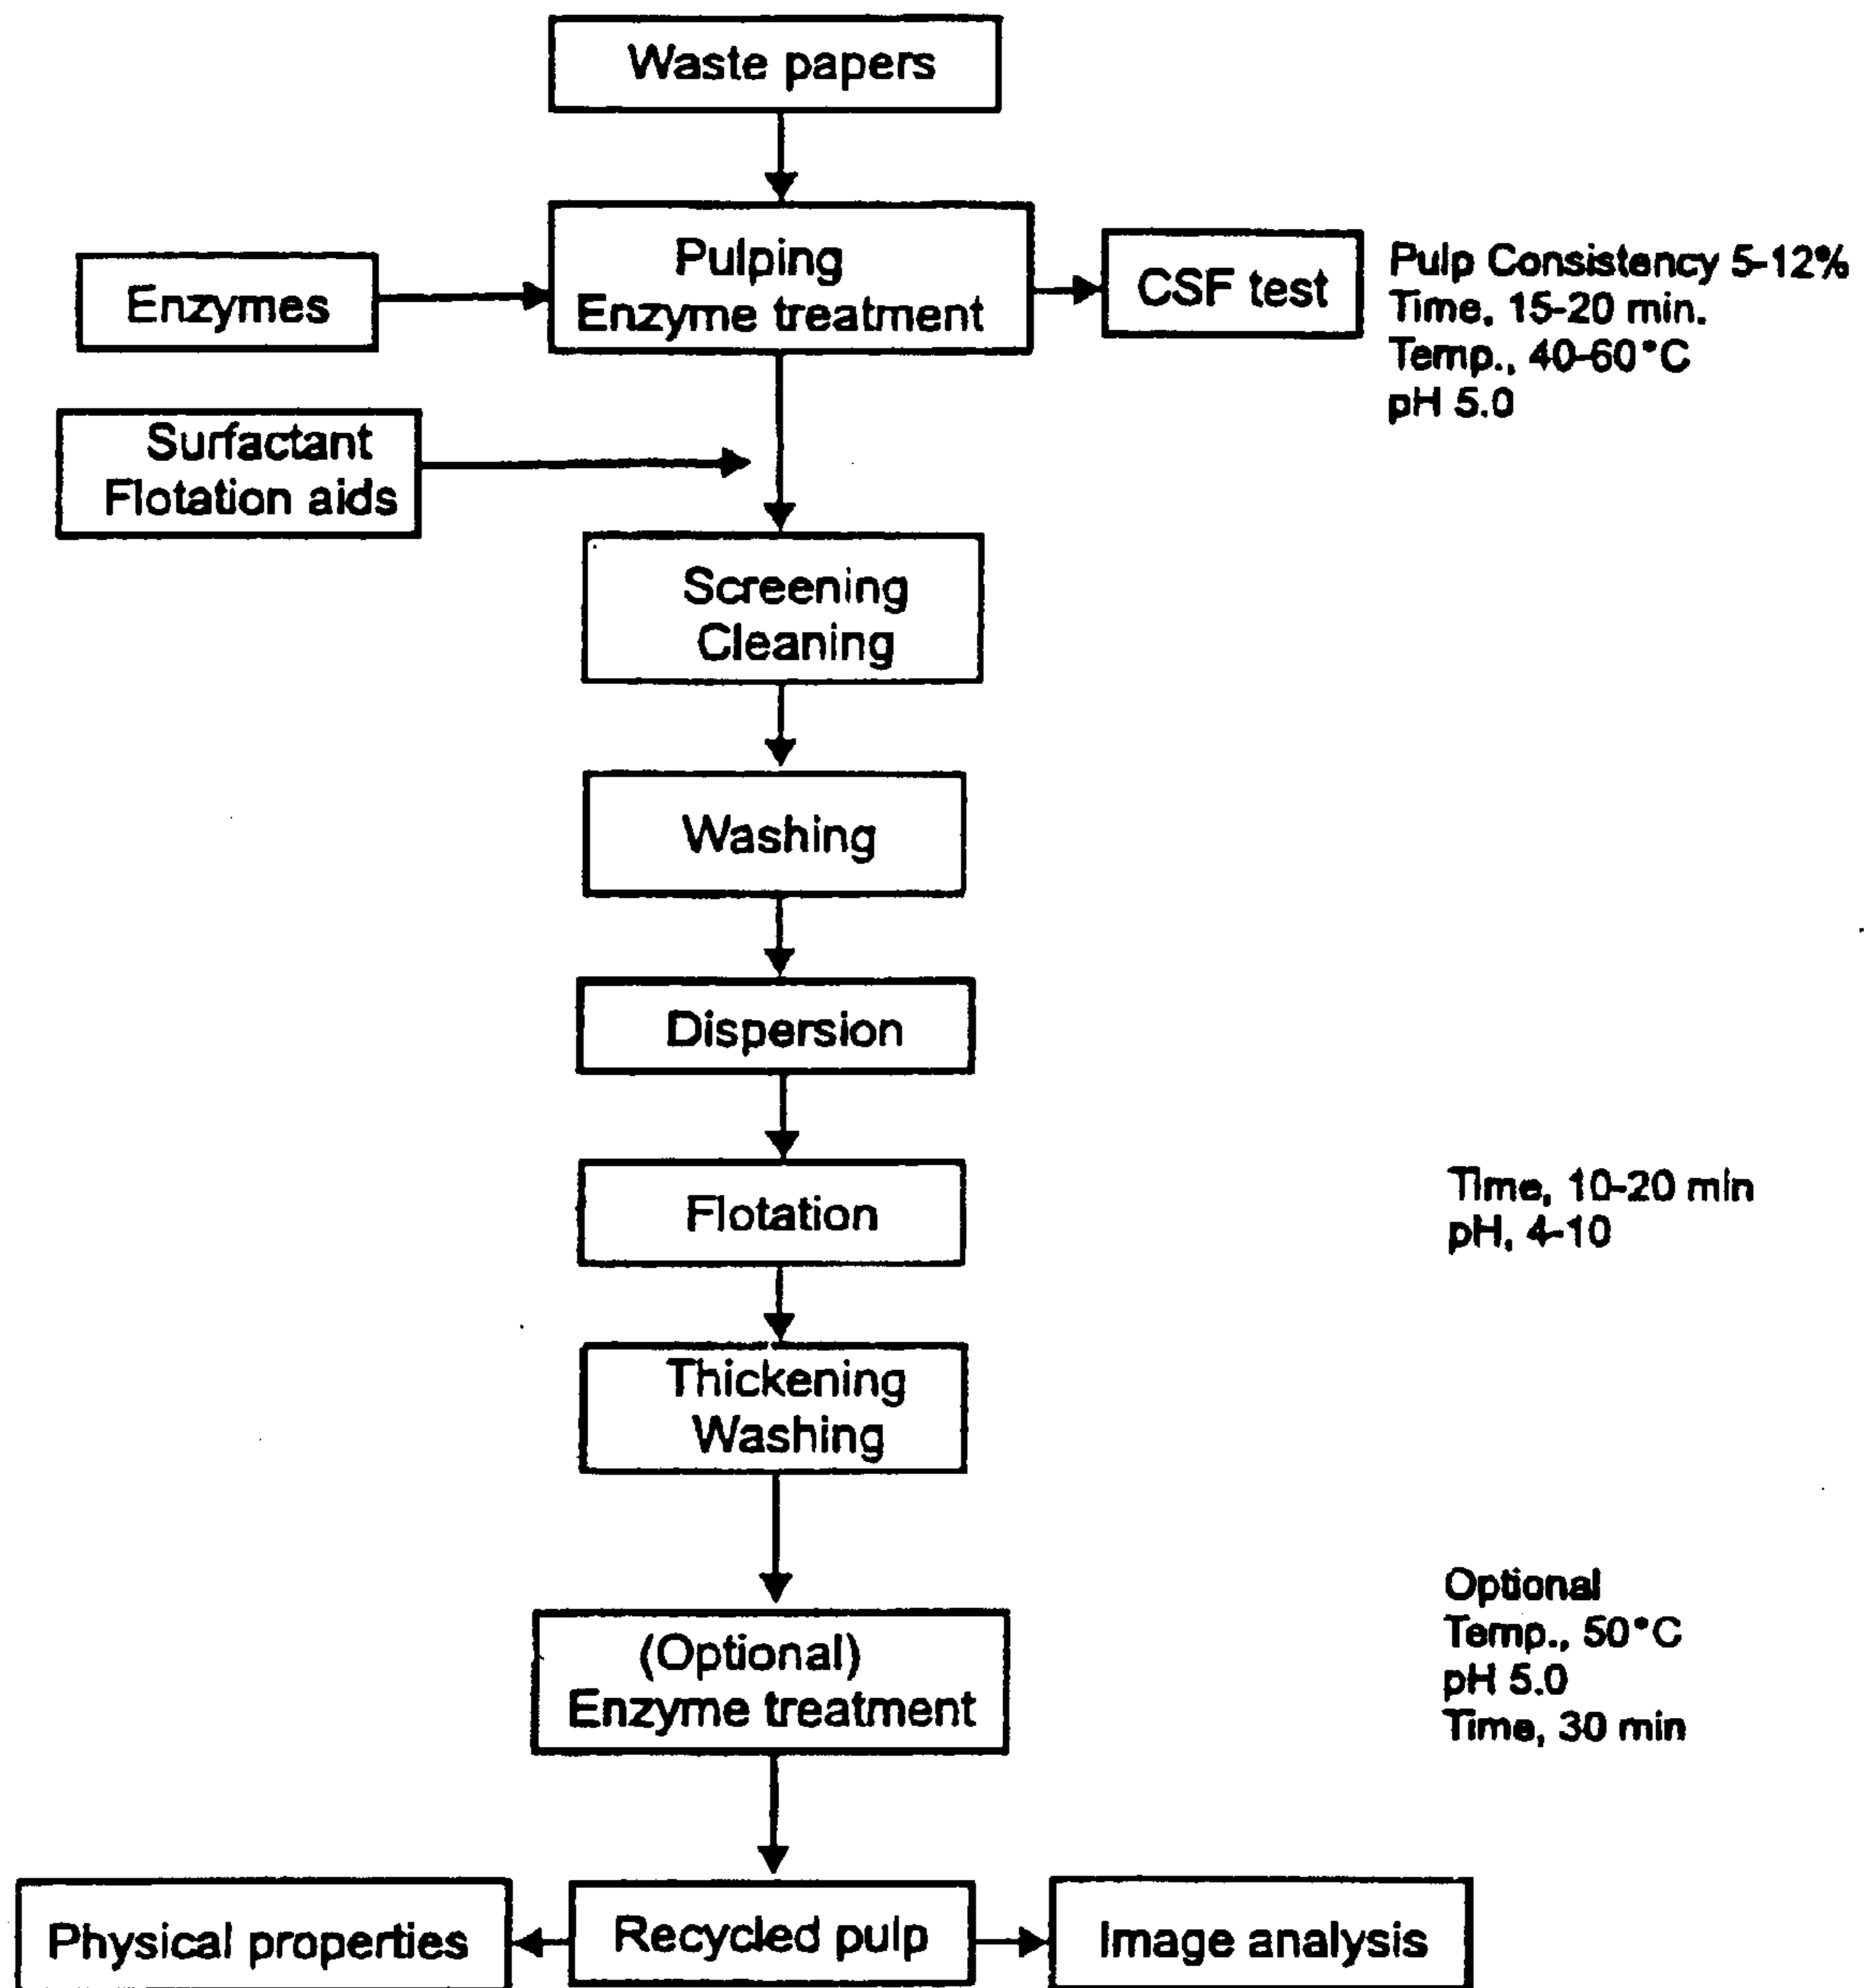 Waste papers
Pulping
Enzyme treatment
Enzymes
CSF test
Pulp Consistency 5-12%
Time, 15-20 min.
Temp., 40-60°C
pH 5.0
Surfactant
Flotation aids
Screening
Cleaning
Washing
Dispersion
Flotation
Time, 10-20 min
pH, 4-10
Thickening
Washing
(Optional)
Enzyme treatment
Optional
Temp., 50°C
pH 5.0
Time, 30 min
Physical properties
Recycled pulp
Image analysis